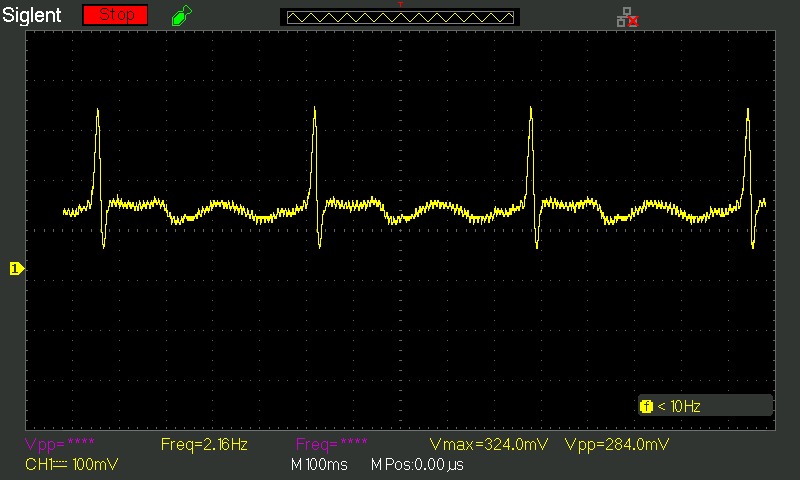 Siglent Stop T
1
f < 10Hz
Vpp=**** Freq=2.16Hz Freq=**** Vmax=324.0mV Vpp=284.0mV
CH1 100mV M 100ms M Pos:0.00µs